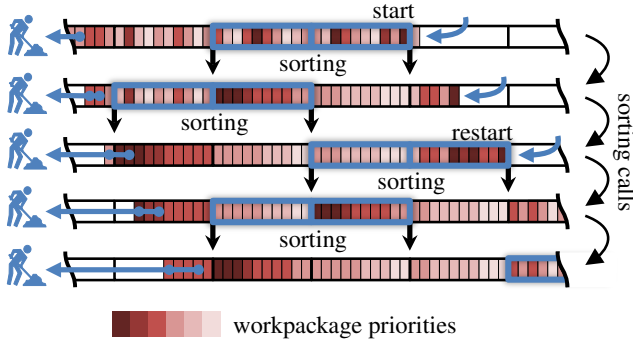 start
sorting
sorting
restart
sorting
sorting
sorting calls
workpackage priorities